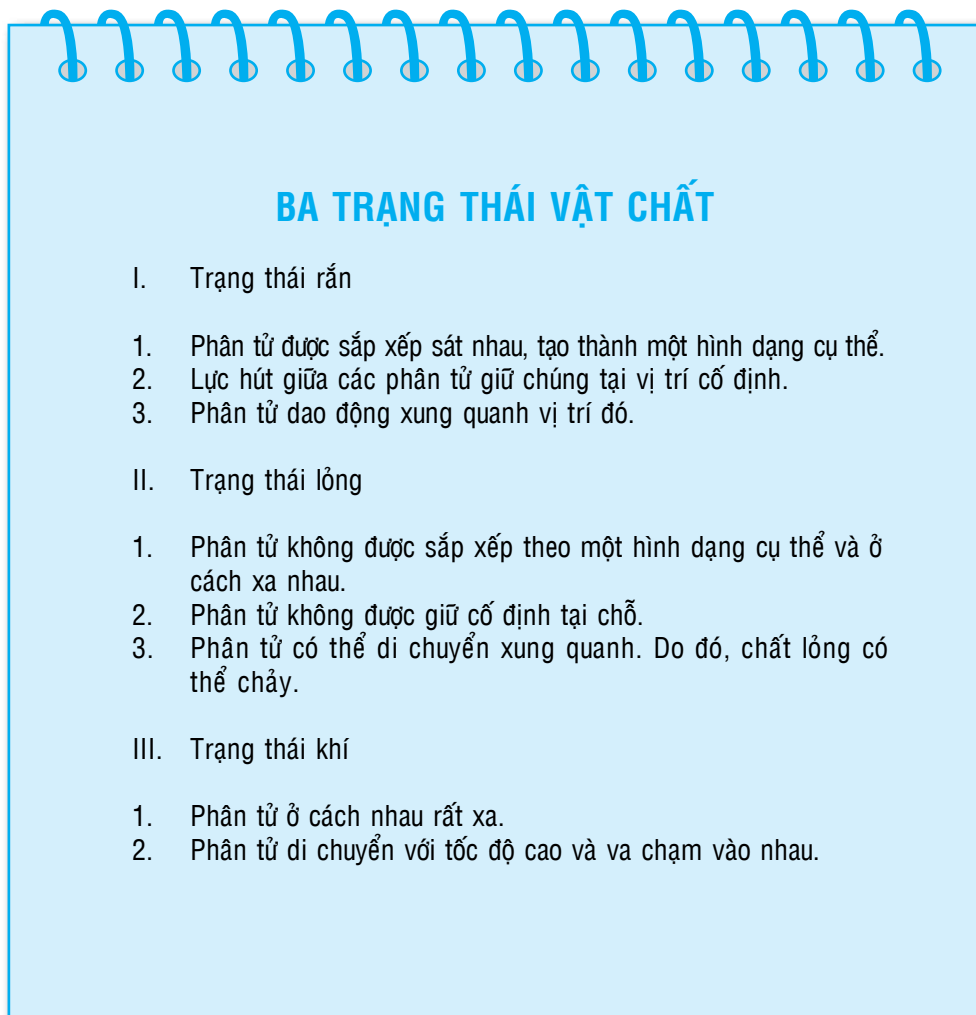 BA TRẠNG THÁI VẬT CHẤT
I. Trạng thái rắn
1. Phân tử được sắp xếp sát nhau, tạo thành một hình dạng cụ thể.
2. Lực hút giữa các phân tử giữ chúng tại vị trí cố định.
3. Phân tử dao động xung quanh vị trí đó.
II. Trạng thái lỏng
1. Phân tử không được sắp xếp theo một hình dạng cụ thể và ở
cách xa nhau.
2. Phân tử không được giữ cố định tại chỗ.
3. Phân tử có thể di chuyển xung quanh. Do đó, chất lỏng có
thể chảy.
III. Trạng thái khí
1. Phân tử ở cách nhau rất xa.
2. Phân tử di chuyển với tốc độ cao và va chạm vào nhau.